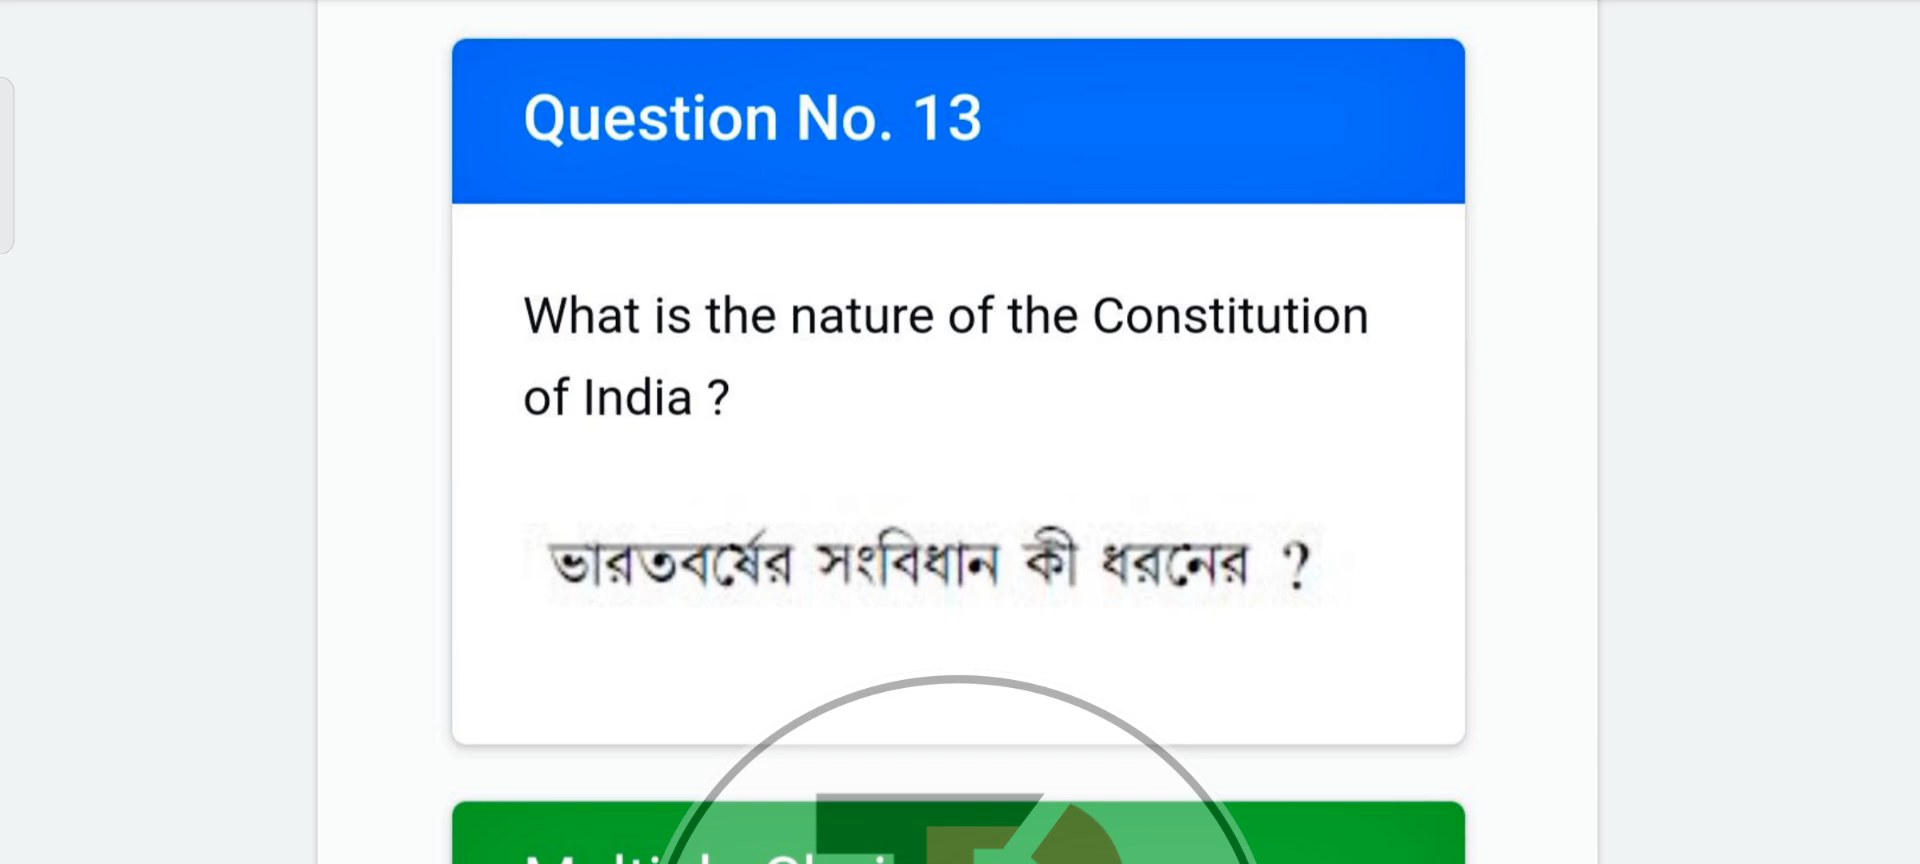 Question No. 13
What is the nature of the Constitution
of India ?
ভারতবর্ষের সংবিধান কী ধরনের ?